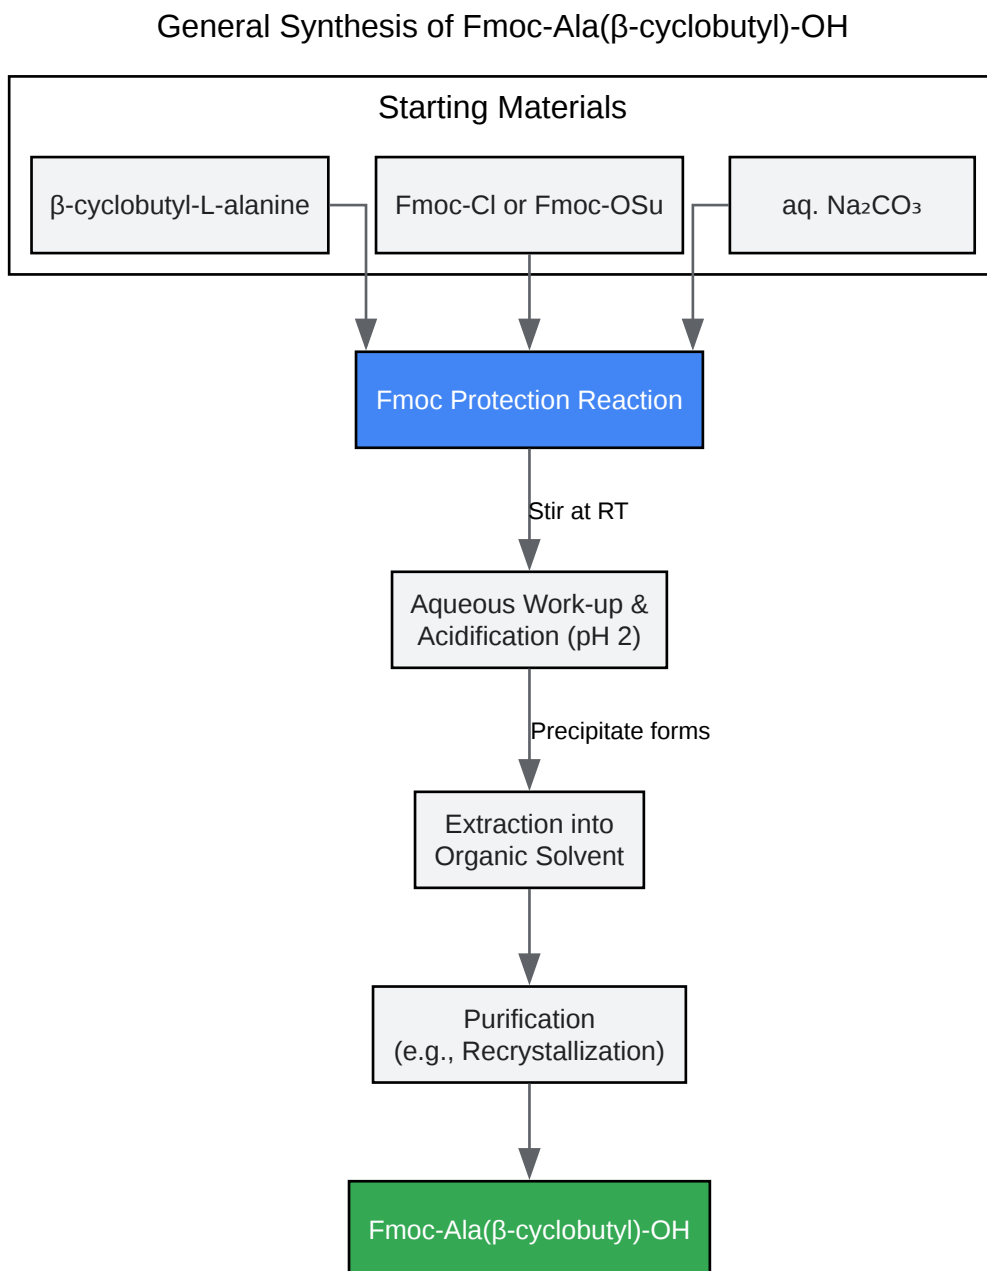 General Synthesis of Fmoc-Ala(β-cyclobutyl)-OH
Starting Materials
β-cyclobutyl-L-alanine
Fmoc-Cl or Fmoc-OSu
aq. Na₂CO₃
Fmoc Protection Reaction
Stir at RT
Aqueous Work-up &
Acidification (pH 2)
Precipitate forms
Extraction into
Organic Solvent
Purification
(e.g., Recrystallization)
Fmoc-Ala(β-cyclobutyl)-OH